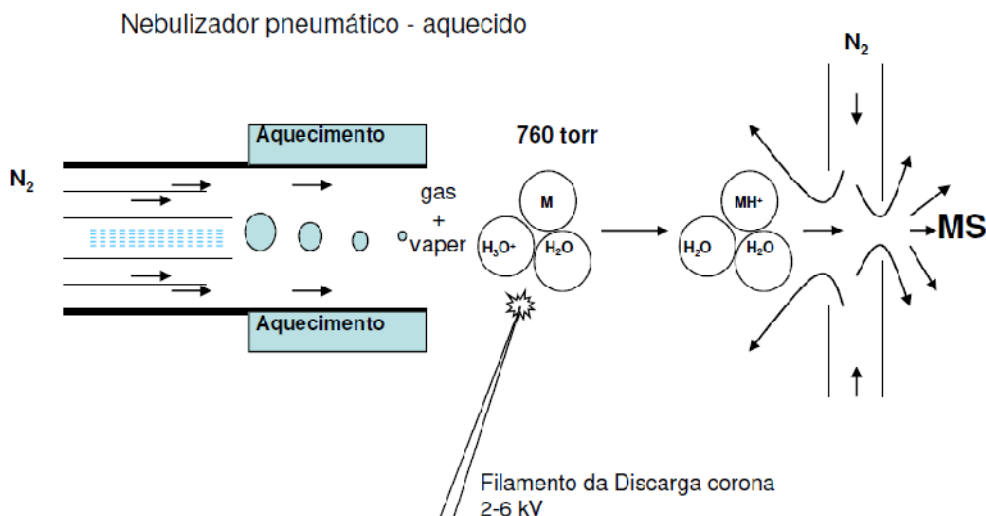 Nebulizador pneumático - aquecido
N₂
Aquecimento
760 torr
N₂
gas
+
vaper
M
H₃O⁺
H₂O
MH⁺
H₂O
H₂O
MS
Aquecimento
Filamento da Discarga corona
2-6 kV